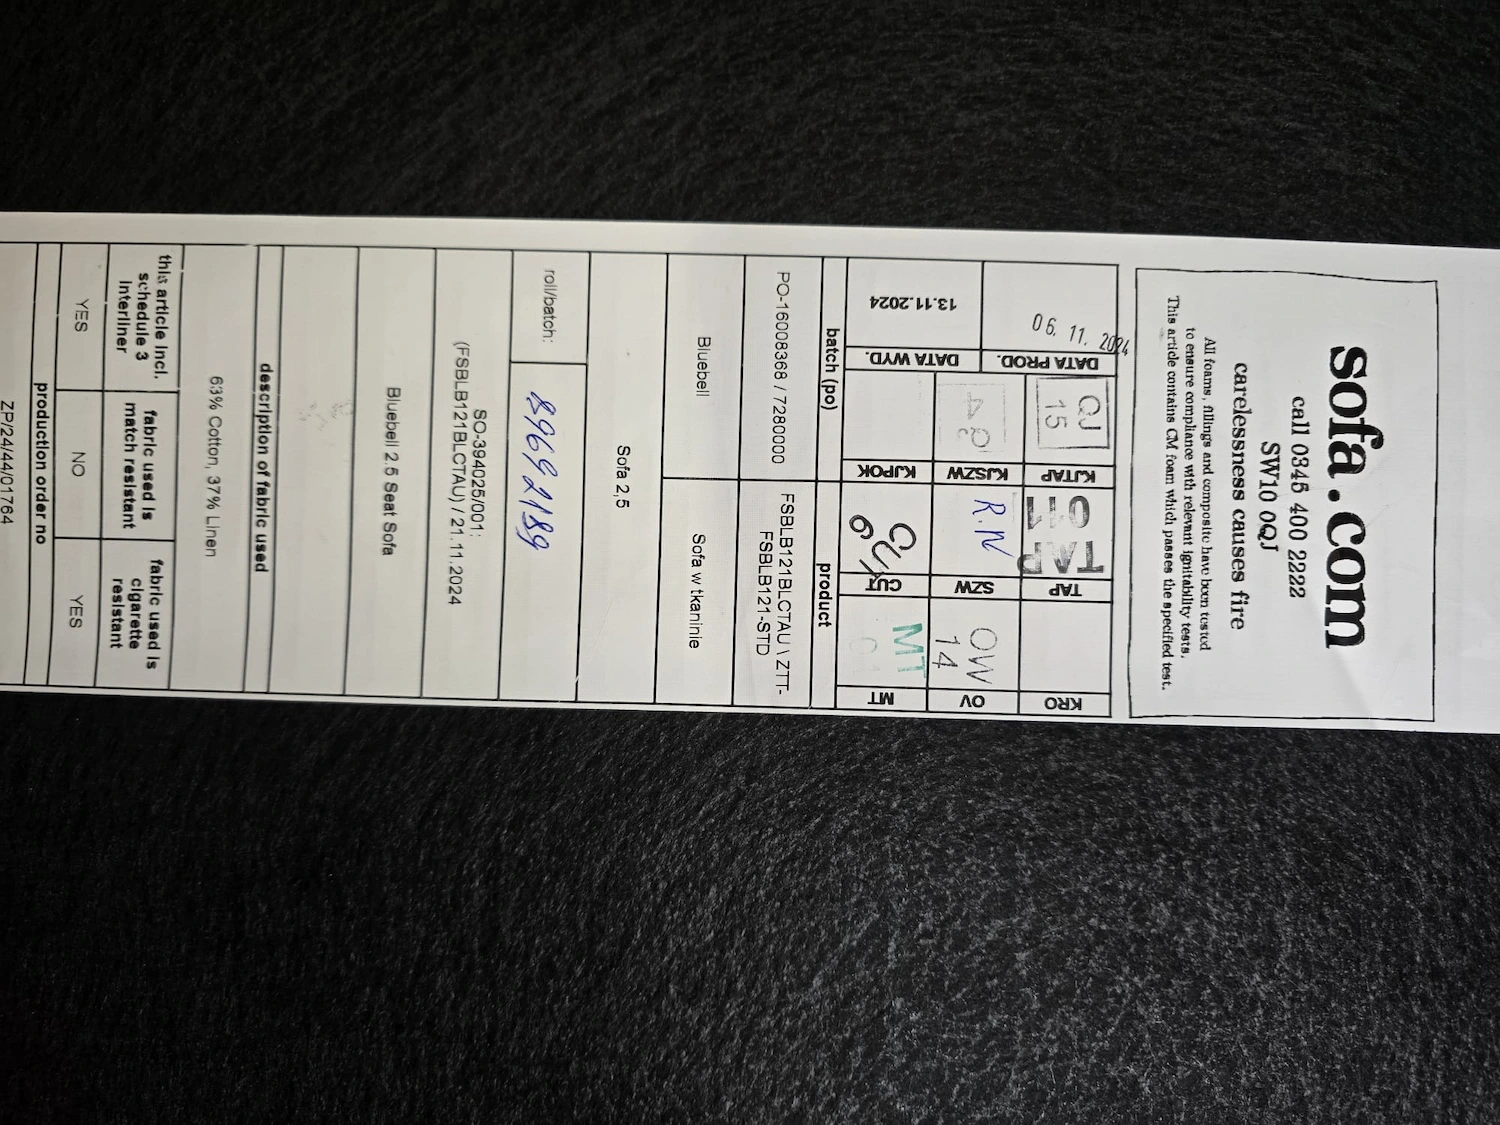 sofa.com
call 0345 400 2222
SW10 0QJ
carelessness causes fire
All foams, fillings and composite have been tested
to ensure compliance with relevant ignitability tests.
This article contains CM foam which passes the specified test.
KRO
TAP
KJTAP
DATA PROD.
TAP
011
QJ
15
06. 11. 2024
OV
SZW
KJSZW
DATA WYD.
OW
14
R.N
13.11.2024
MT
CUT
KJPOK
MT
CUT
6
batch (po) product
PO-16008368 / 7280000 FSBLB121BLCTAU \ ZTT-
FSBLB121-STD
Bluebell Sofa w tkaninie
Sofa 2,5
roll/batch: 89692189
SO-394025/001:
(FSBLB121BLCTAU) / 21.11.2024
Bluebell 2.5 Seat Sofa
description of fabric used
63% Cotton, 37% Linen
this article incl.
schedule 3
interliner
fabric used is
match resistant
fabric used is
cigarette
resistant
YES NO YES
production order no
ZP/24/44/01764